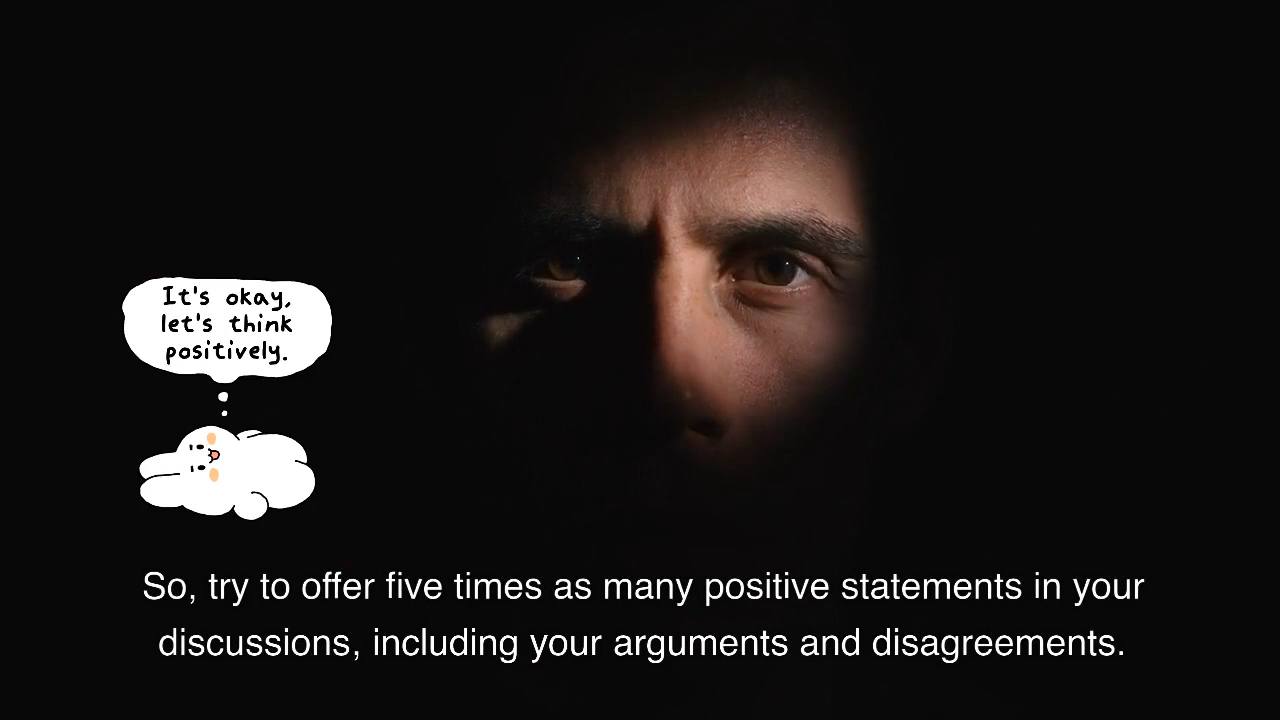 It's okay,
let's think
positively.
So, try to offer five times as many positive statements in your
discussions, including your arguments and disagreements.